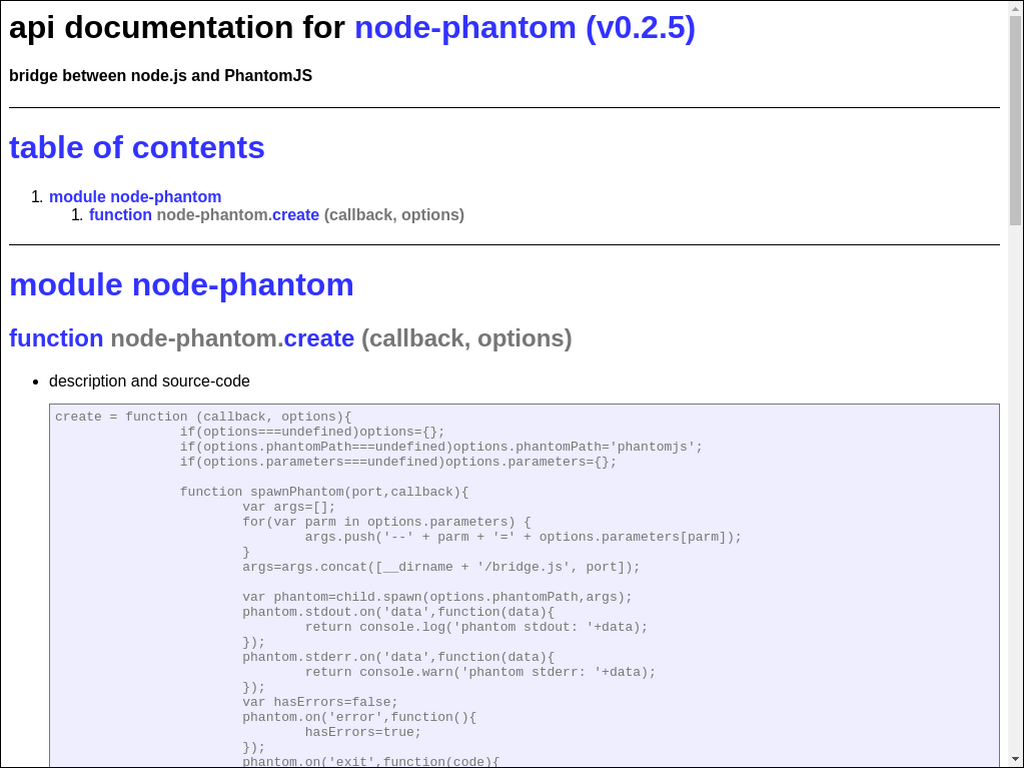 api documentation for node-phantom (v0.2.5)
bridge between node.js and PhantomJS
table of contents
1. module node-phantom
1. function node-phantom.create (callback, options)
module node-phantom
function node-phantom.create (callback, options)
• description and source-code
create = function (callback, options){
if(options===undefined)options={};
if(options.phantomPath===undefined)options.phantomPath='phantomjs';
if(options.parameters===undefined)options.parameters={};
function spawnPhantom(port,callback){
var args=[];
for(var parm in options.parameters) {
args.push('--' + parm + '=' + options.parameters[parm]);
}
args=args.concat([__dirname + '/bridge.js', port]);
var phantom=child.spawn(options.phantomPath,args);
phantom.stdout.on('data',function(data){
return console.log('phantom stdout: '+data);
});
phantom.stderr.on('data',function(data){
return console.warn('phantom stderr: '+data);
});
var hasErrors=false;
phantom.on('error',function(){
hasErrors=true;
});
phantom.on('exit',function(code){